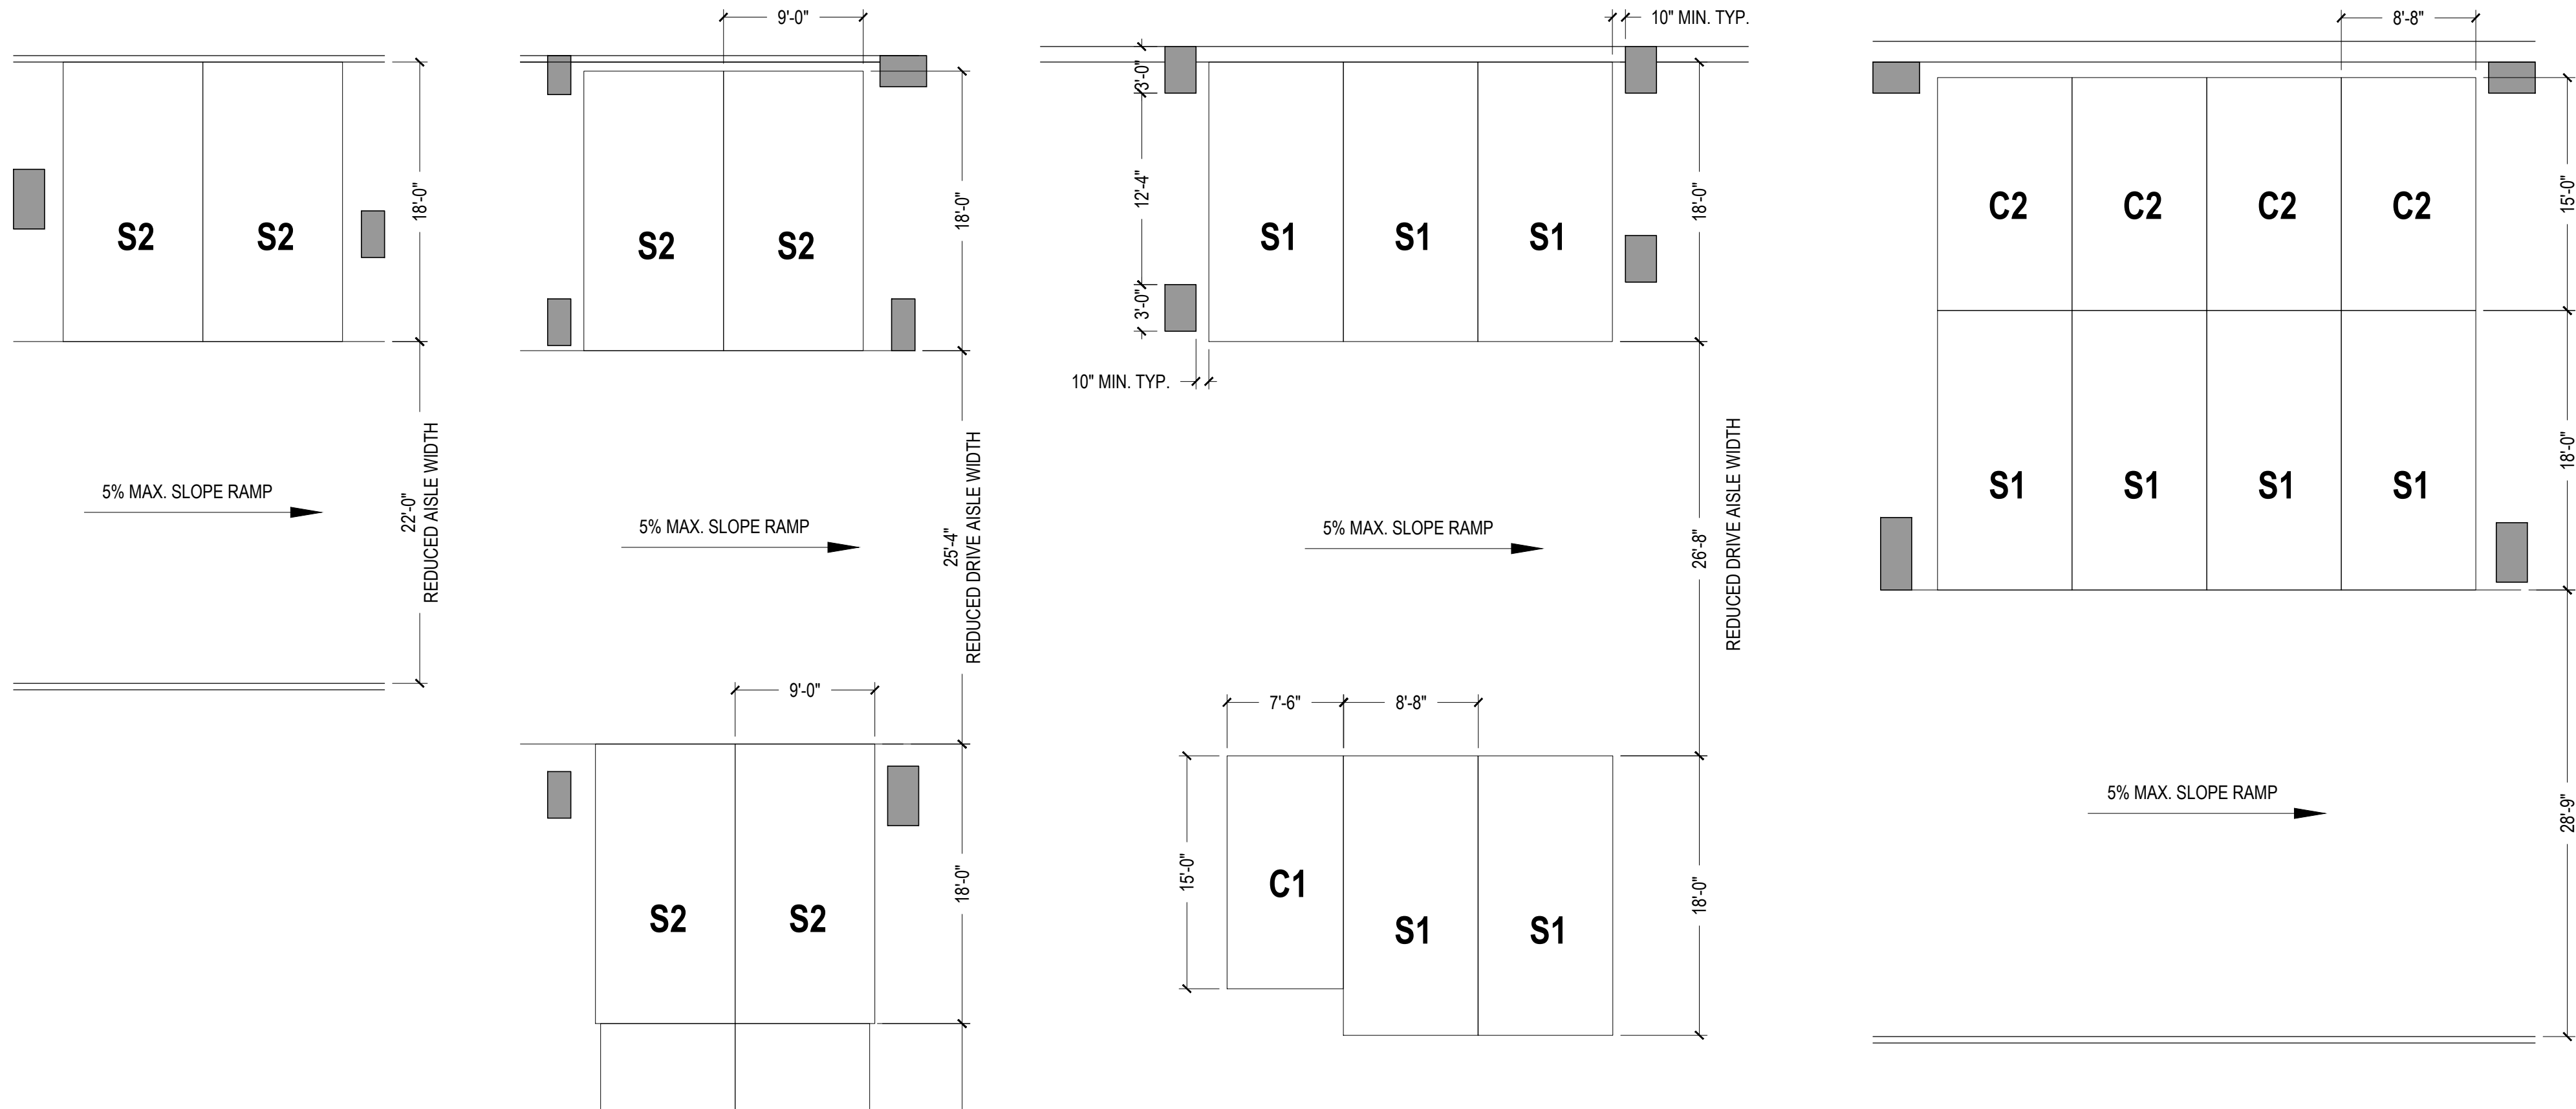 S2
S2
18'-0"
5% MAX. SLOPE RAMP
22'-0"
REDUCED AISLE WIDTH
9'-0"
S2
S2
18'-0"
5% MAX. SLOPE RAMP
25'-4"
REDUCED DRIVE AISLE WIDTH
9'-0"
S2
S2
18'-0"
10" MIN. TYP.
3'-0"
12'-4"
3'-0"
S1
S1
S1
18'-0"
10" MIN. TYP.
5% MAX. SLOPE RAMP
26'-8"
REDUCED DRIVE AISLE WIDTH
7'-6"
8'-8"
15'-0"
C1
S1
S1
18'-0"
8'-8"
C2
C2
C2
C2
15'-0"
S1
S1
S1
S1
18'-0"
5% MAX. SLOPE RAMP
28'-9"